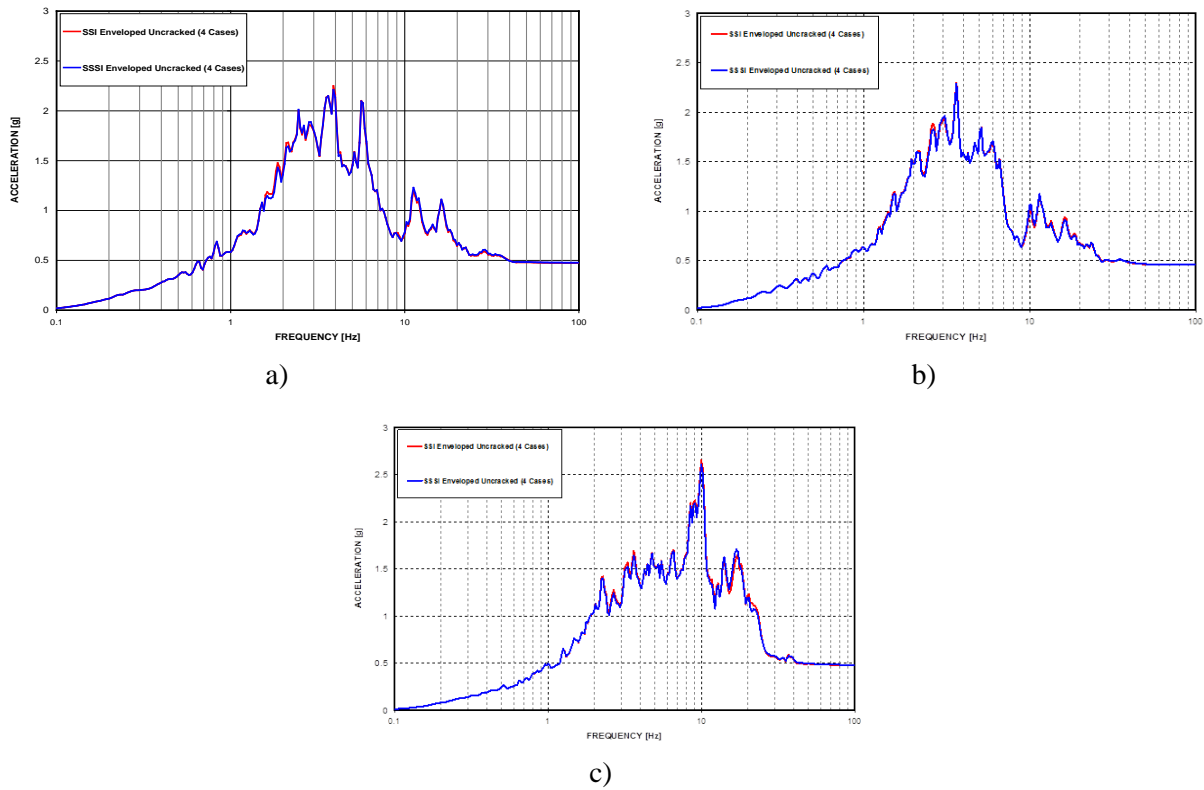 3
SSI Enveloped Uncracked (4 Cases)
2.5
SSSI Enveloped Uncracked (4 Cases)
2
ACCELERATION [g]
1.5
1
0.5
0
0.1 1 10 100
FREQUENCY [Hz]
a)
3
SSI Enveloped Uncracked (4 Cases)
2.5
SSSI Enveloped Uncracked (4 Cases)
2
ACCELERATION [g]
1.5
1
0.5
0
0.1 1 10 100
FREQUENCY [Hz]
b)
3
SSI Enveloped Uncracked (4 Cases)
2.5
SSSI Enveloped Uncracked (4 Cases)
2
ACCELERATION [g]
1.5
1
0.5
0
0.1 1 10 100
FREQUENCY [Hz]
c)